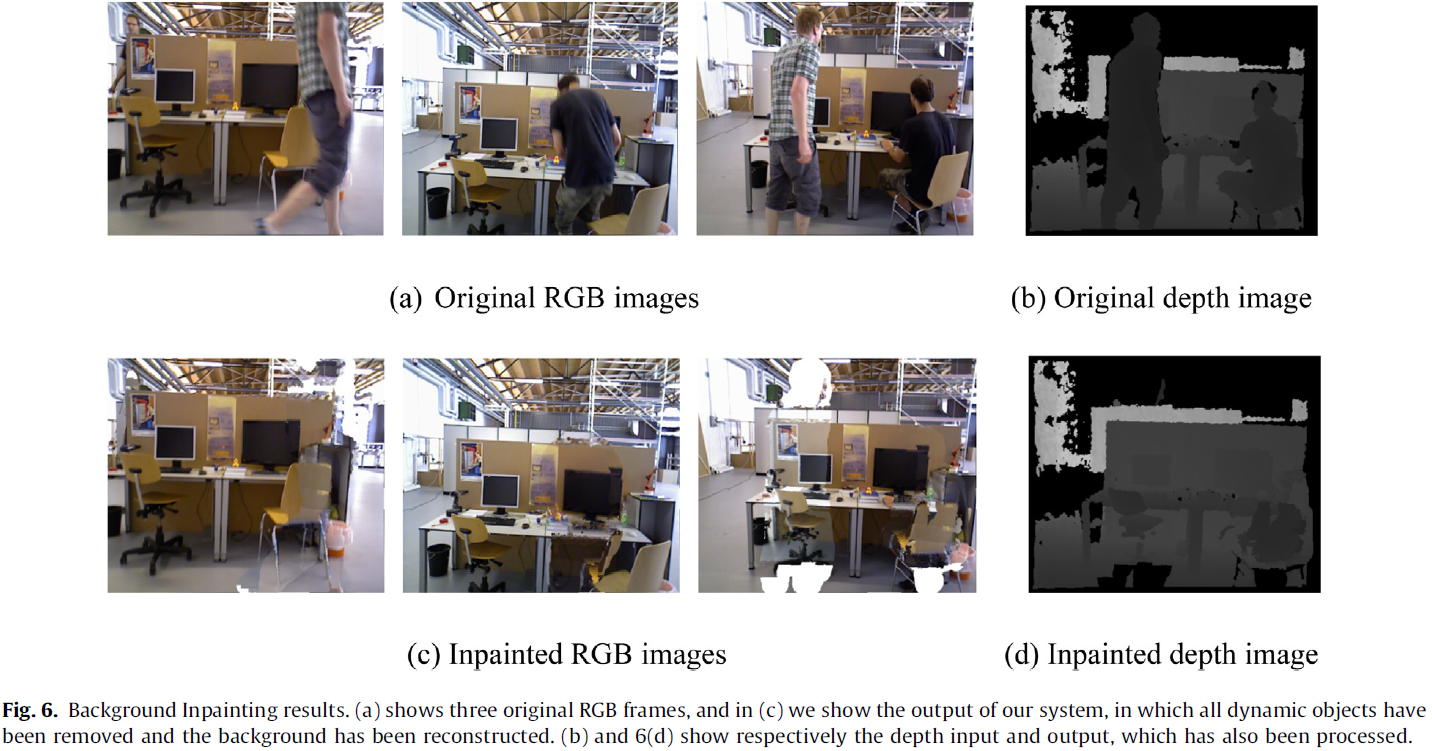 (a) Original RGB images
(b) Original depth image
(c) Inpainted RGB images
(d) Inpainted depth image
Fig. 6. Background Inpainting results. (a) shows three original RGB frames, and in (c) we show the output of our system, in which all dynamic objects have
been removed and the background has been reconstructed. (b) and 6(d) show respectively the depth input and output, which has also been processed.